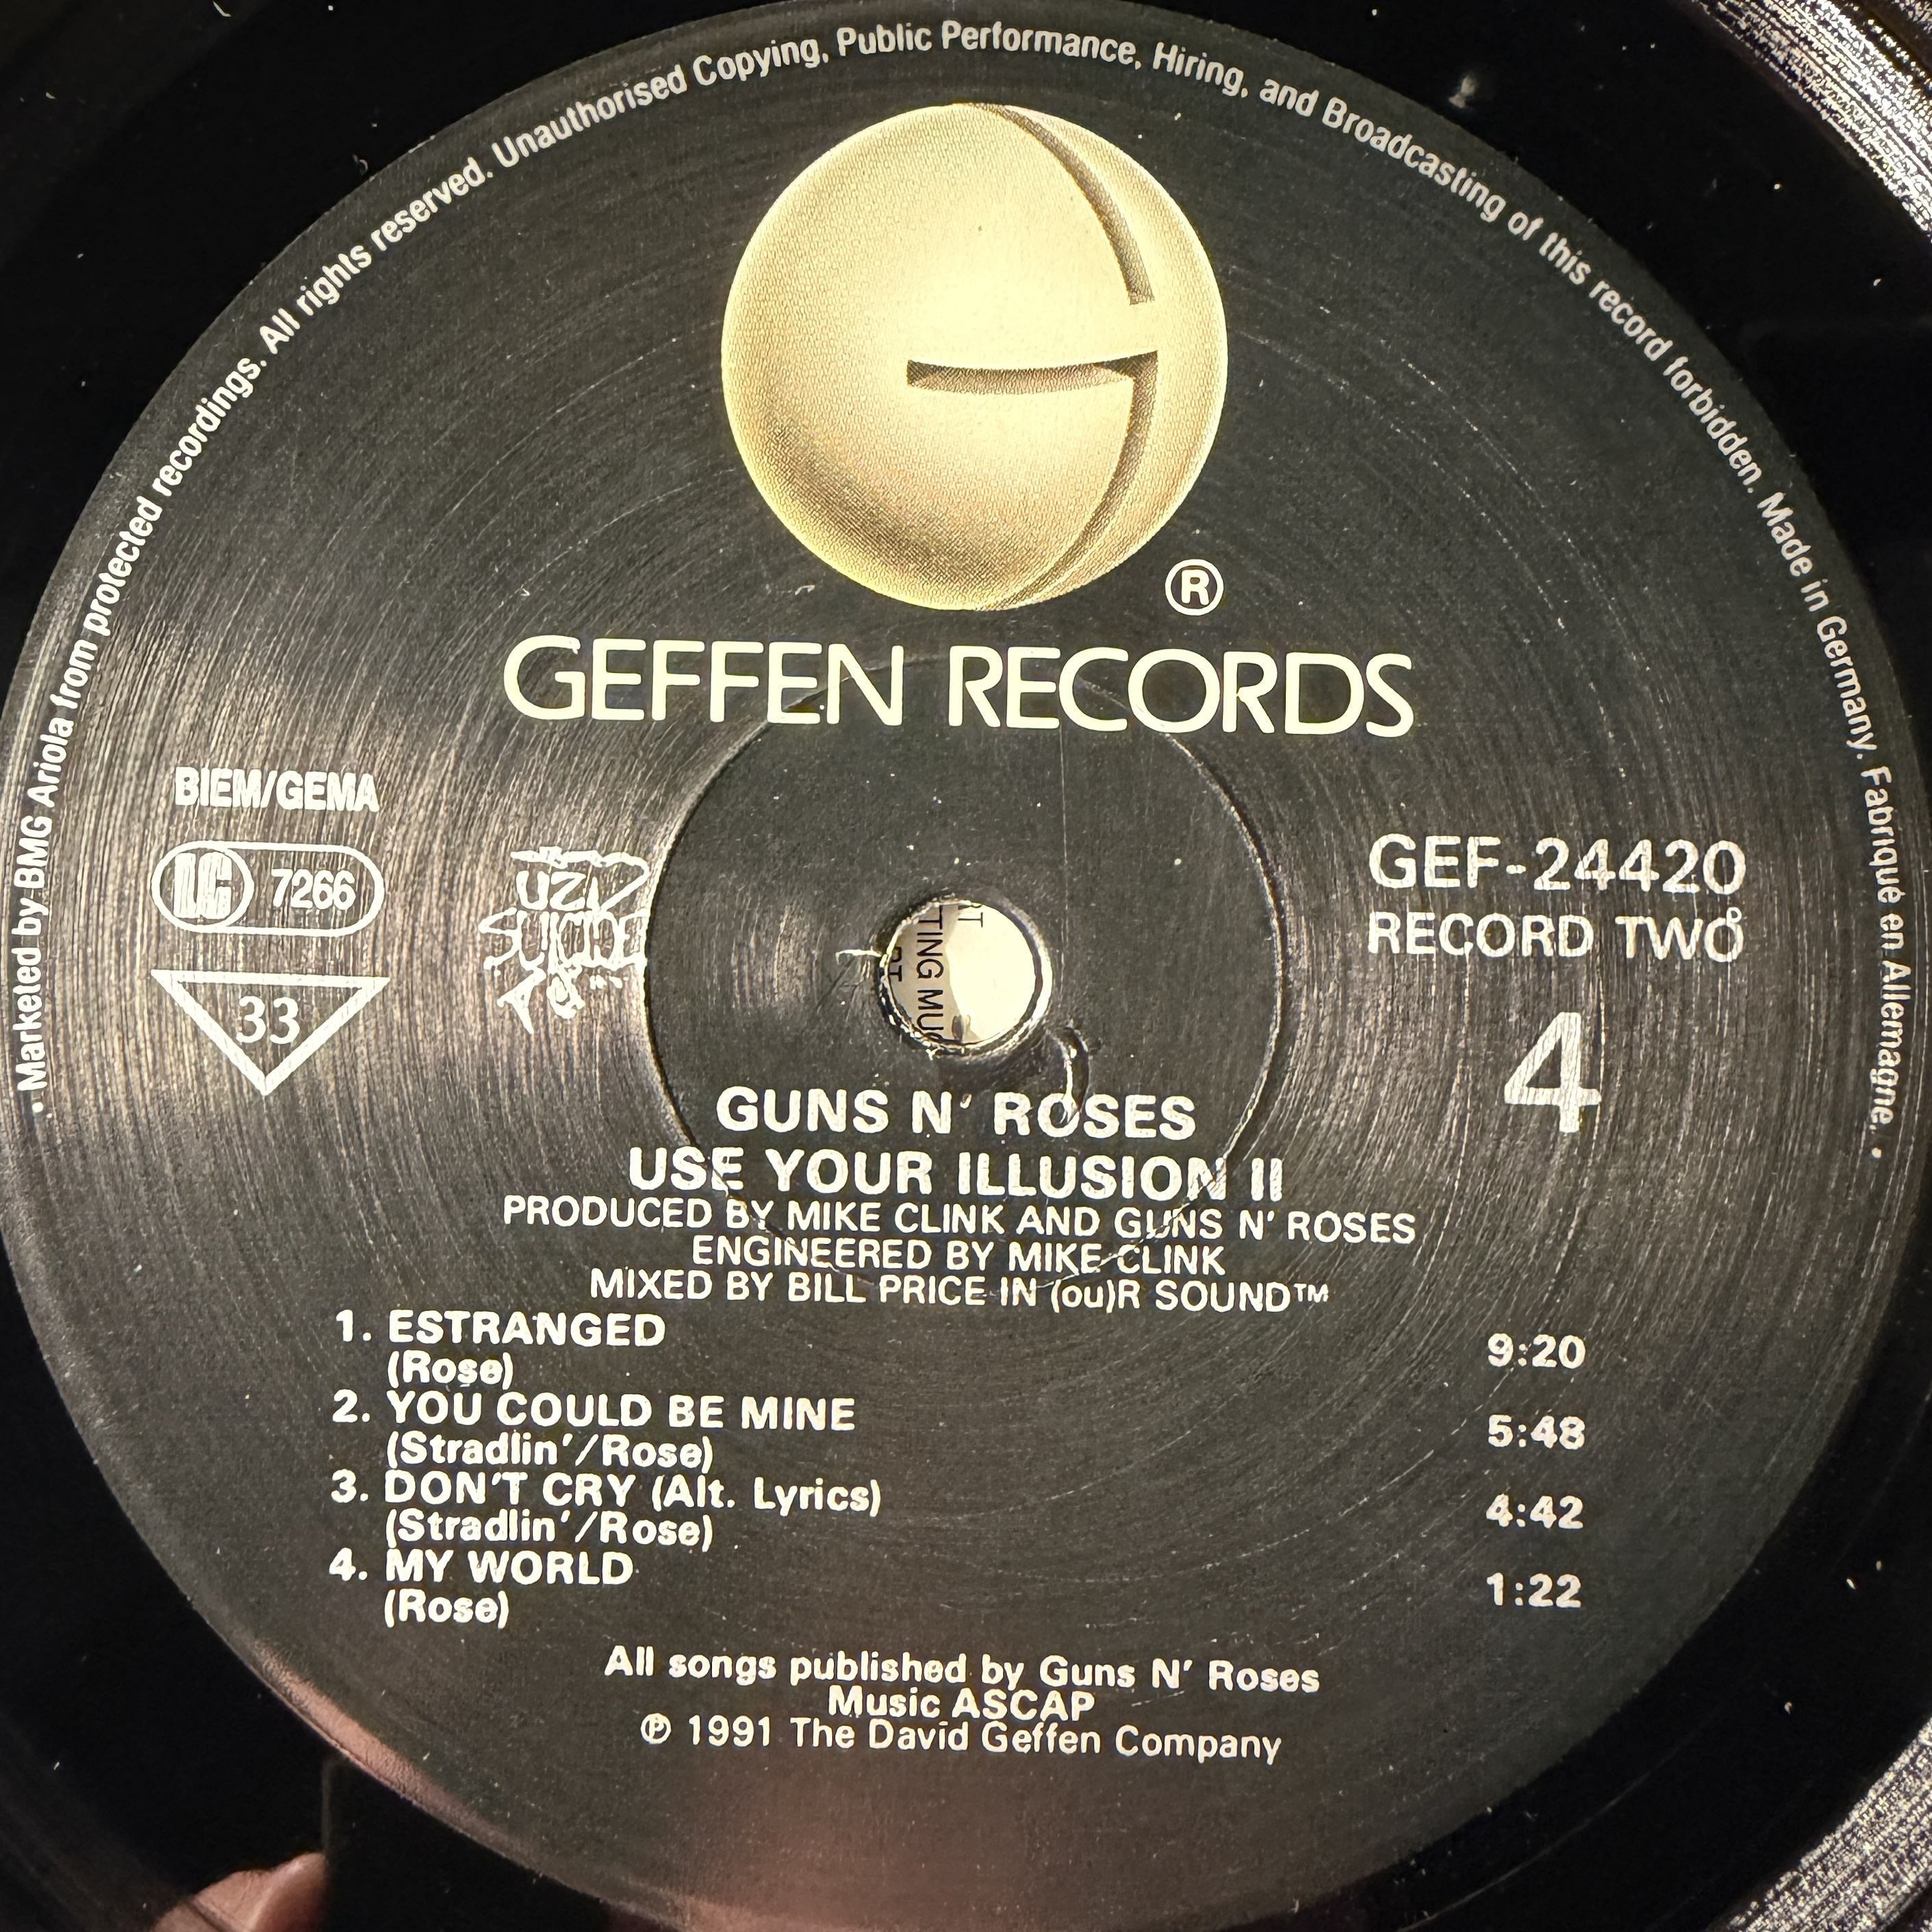 • Marketed by BMG Ariola from protected recordings. All rights reserved. Unauthorised Copying, Public Performance, Hiring, and Broadcasting of this record forbidden. Made in Germany. Fabriqué en Allemagne. •
®
GEFFEN RECORDS
BIEM/GEMA
LC 7266
33
UZI
SUICIDE
GEF-24420
RECORD TWO
4
TING MU
GUNS N' ROSES
USE YOUR ILLUSION II
PRODUCED BY MIKE CLINK AND GUNS N' ROSES
ENGINEERED BY MIKE CLINK
MIXED BY BILL PRICE IN (ou)R SOUND™
1. ESTRANGED 9:20
(Rose)
2. YOU COULD BE MINE 5:48
(Stradlin'/Rose)
3. DON'T CRY (Alt. Lyrics) 4:42
(Stradlin'/Rose)
4. MY WORLD 1:22
(Rose)
All songs published by Guns N' Roses
Music ASCAP
℗ 1991 The David Geffen Company